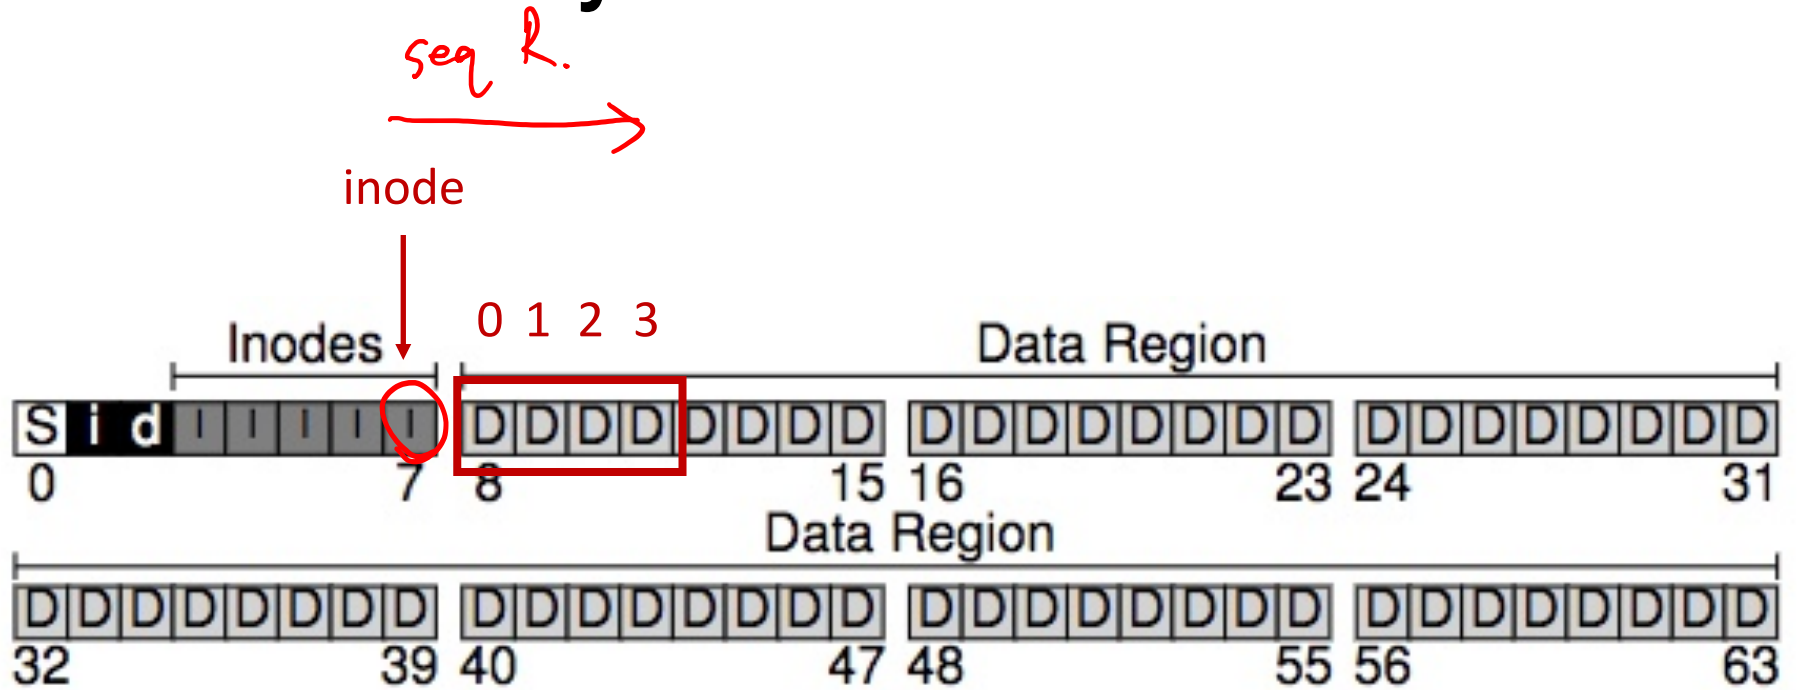 seq R.
inode
0 1 2 3
Inodes Data Region
S i d I I I I I D D D D D D D D D D D D D D D D D D D D D D D D
0 7 8 15 16 23 24 31
Data Region
D D D D D D D D D D D D D D D D D D D D D D D D D D D D D D D D
32 39 40 47 48 55 56 63